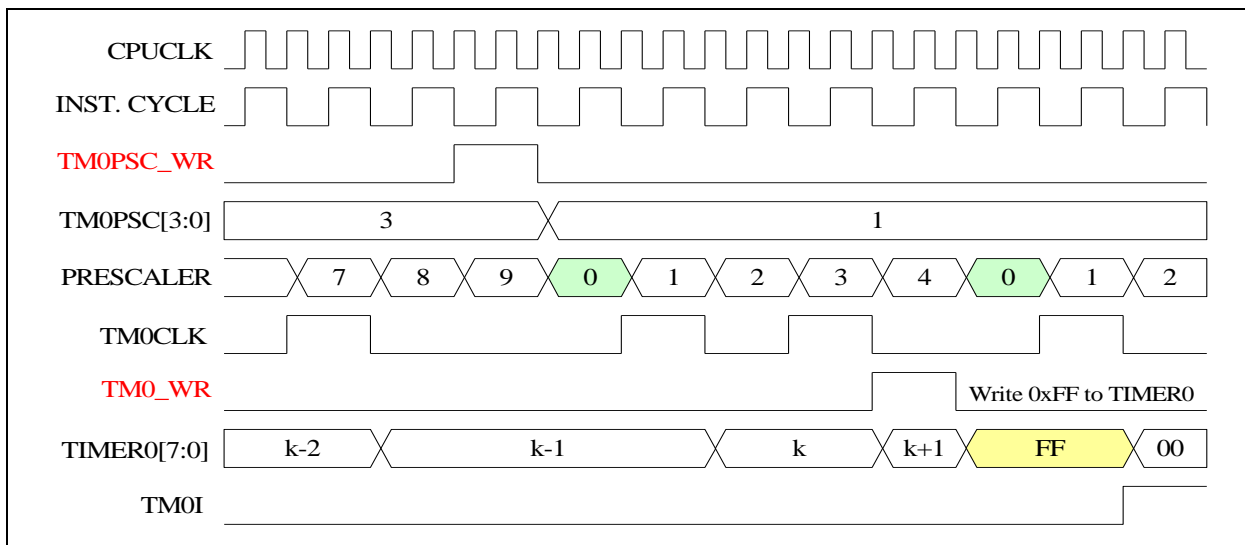 CPUCLK
INST. CYCLE
TM0PSC_WR
TM0PSC[3:0] 3 1
PRESCALER 7 8 9 0 1 2 3 4 0 1 2
TM0CLK
TM0_WR Write 0xFF to TIMER0
TIMER0[7:0] k-2 k-1 k k+1 FF 00
TM0I